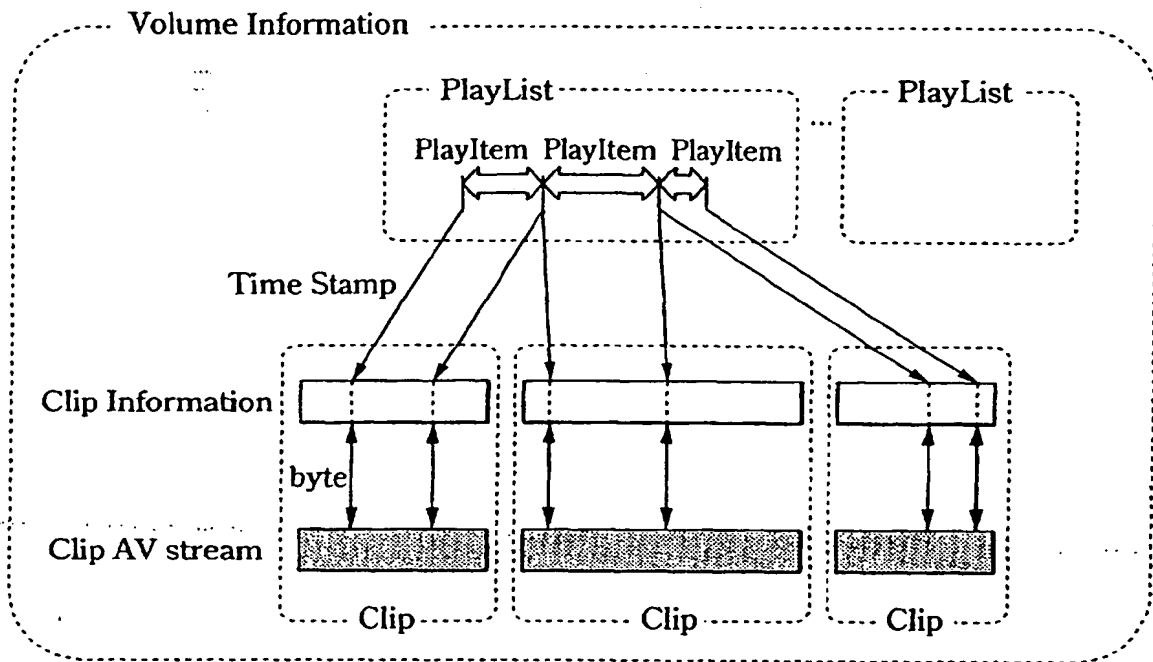 Volume Information
PlayList
PlayList
...
PlayItem PlayItem PlayItem
Time Stamp
Clip Information
byte
Clip AV stream
Clip
Clip
Clip